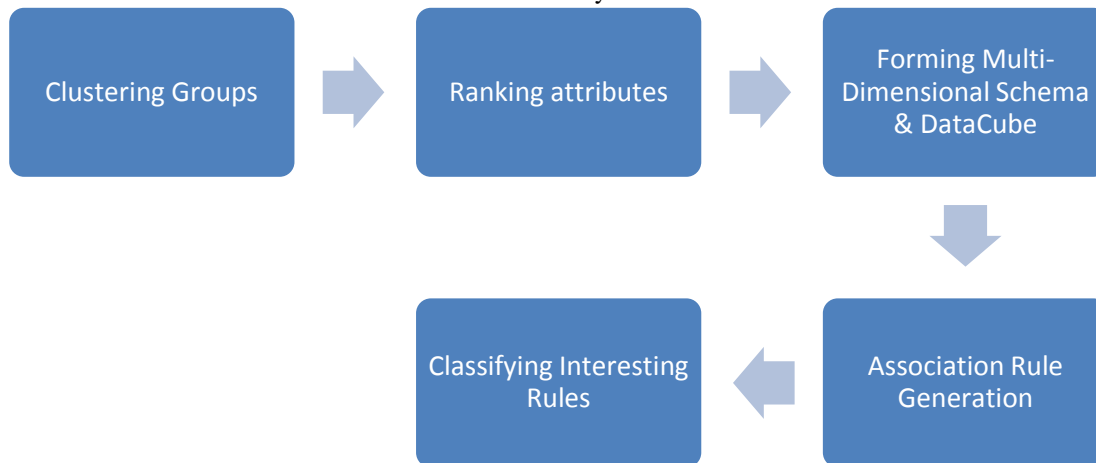 Clustering Groups
Ranking attributes
Forming Multi-
Dimensional Schema
& DataCube
Association Rule
Generation
Classifying Interesting
Rules